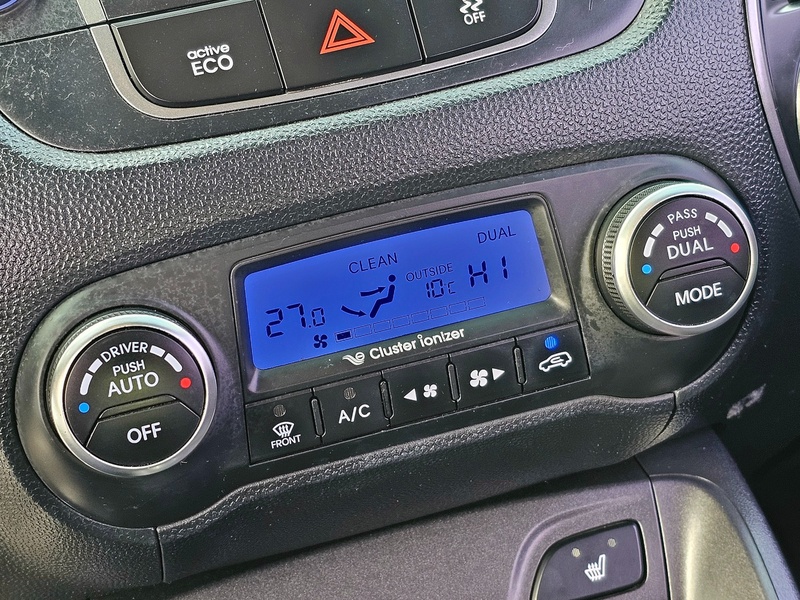 active
ECO
OFF
CLEAN
DUAL
27.0
OUTSIDE
10c
HI
Cluster ionizer
DRIVER
PUSH
AUTO
OFF
FRONT
A/C
PASS
PUSH
DUAL
MODE